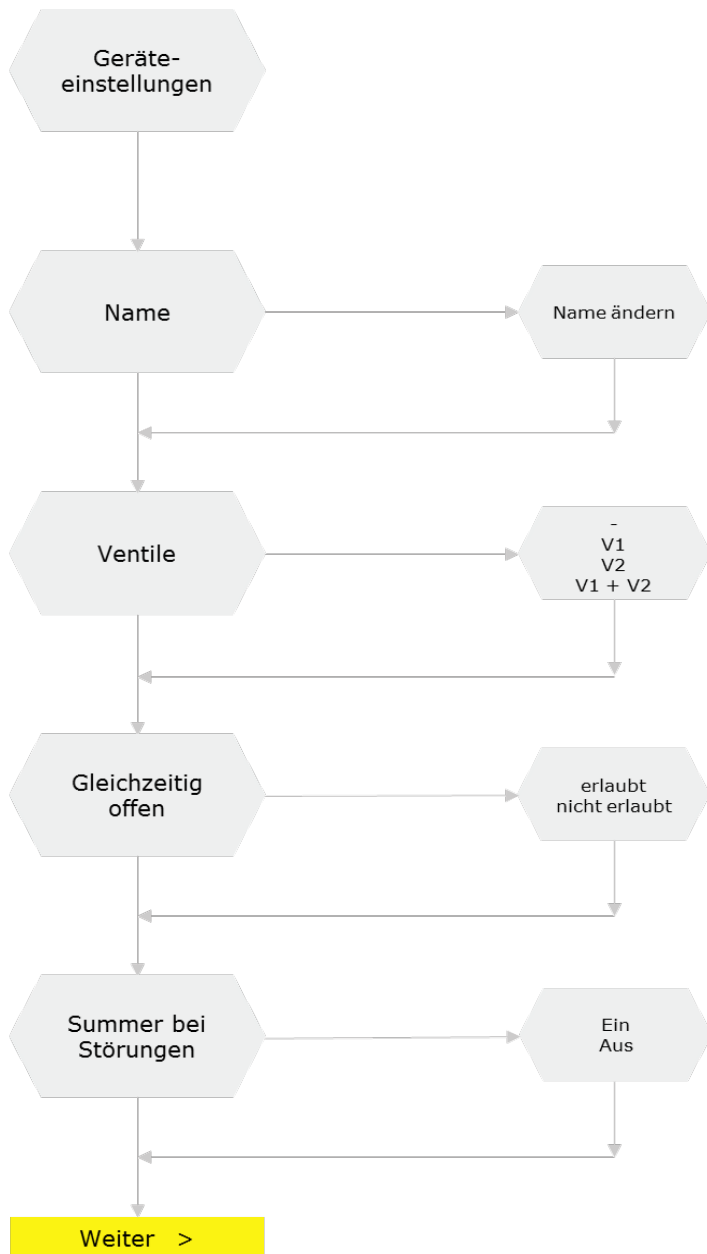 Geräte-
einstellungen
Name
Name ändern
Ventile
-
V1
V2
V1 + V2
Gleichzeitig
offen
erlaubt
nicht erlaubt
Summer bei
Störungen
Ein
Aus
Weiter >